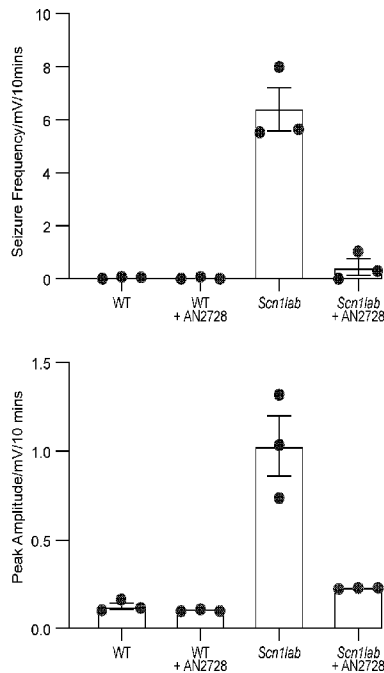 Seizure Frequency/mV/10mins
10
8
6
4
2
0
WT
WT
+ AN2728
Scn1lab
Scn1lab
+ AN2728
Peak Amplitude/mV/10 mins
1.5
1.0
0.5
0.0
WT
WT
+ AN2728
Scn1lab
Scn1lab
+ AN2728